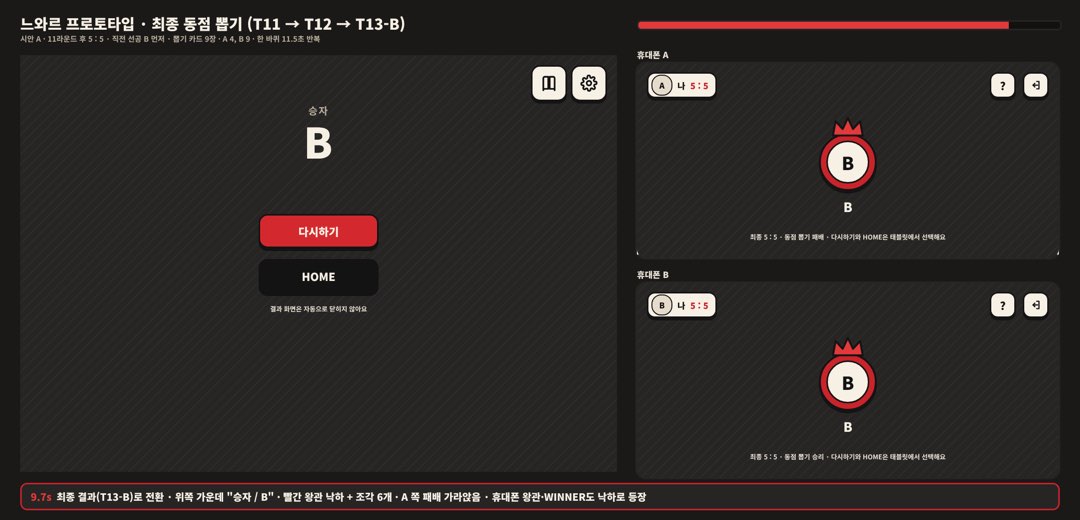 느와르 프로토타입 · 최종 동점 뽑기 (T11 → T12 → T13-B)
시안 A · 11라운드 후 5 : 5 · 직전 선공 B 먼저 · 뽑기 카드 9장 · A 4, B 9 · 한 바퀴 11.5초 반복
승자
B
다시하기
HOME
결과 화면은 자동으로 닫히지 않아요
휴대폰 A
A 나 5 : 5
?
B
B
최종 5 : 5 · 동점 뽑기 패배 · 다시하기와 HOME은 태블릿에서 선택해요
휴대폰 B
B 나 5 : 5
?
B
B
최종 5 : 5 · 동점 뽑기 승리 · 다시하기와 HOME은 태블릿에서 선택해요
9.7s 최종 결과(T13-B)로 전환 · 위쪽 가운데 "승자 / B" · 빨간 왕관 낙하 + 조각 6개 · A 쪽 패배 가라앉음 · 휴대폰 왕관·WINNER도 낙하로 등장